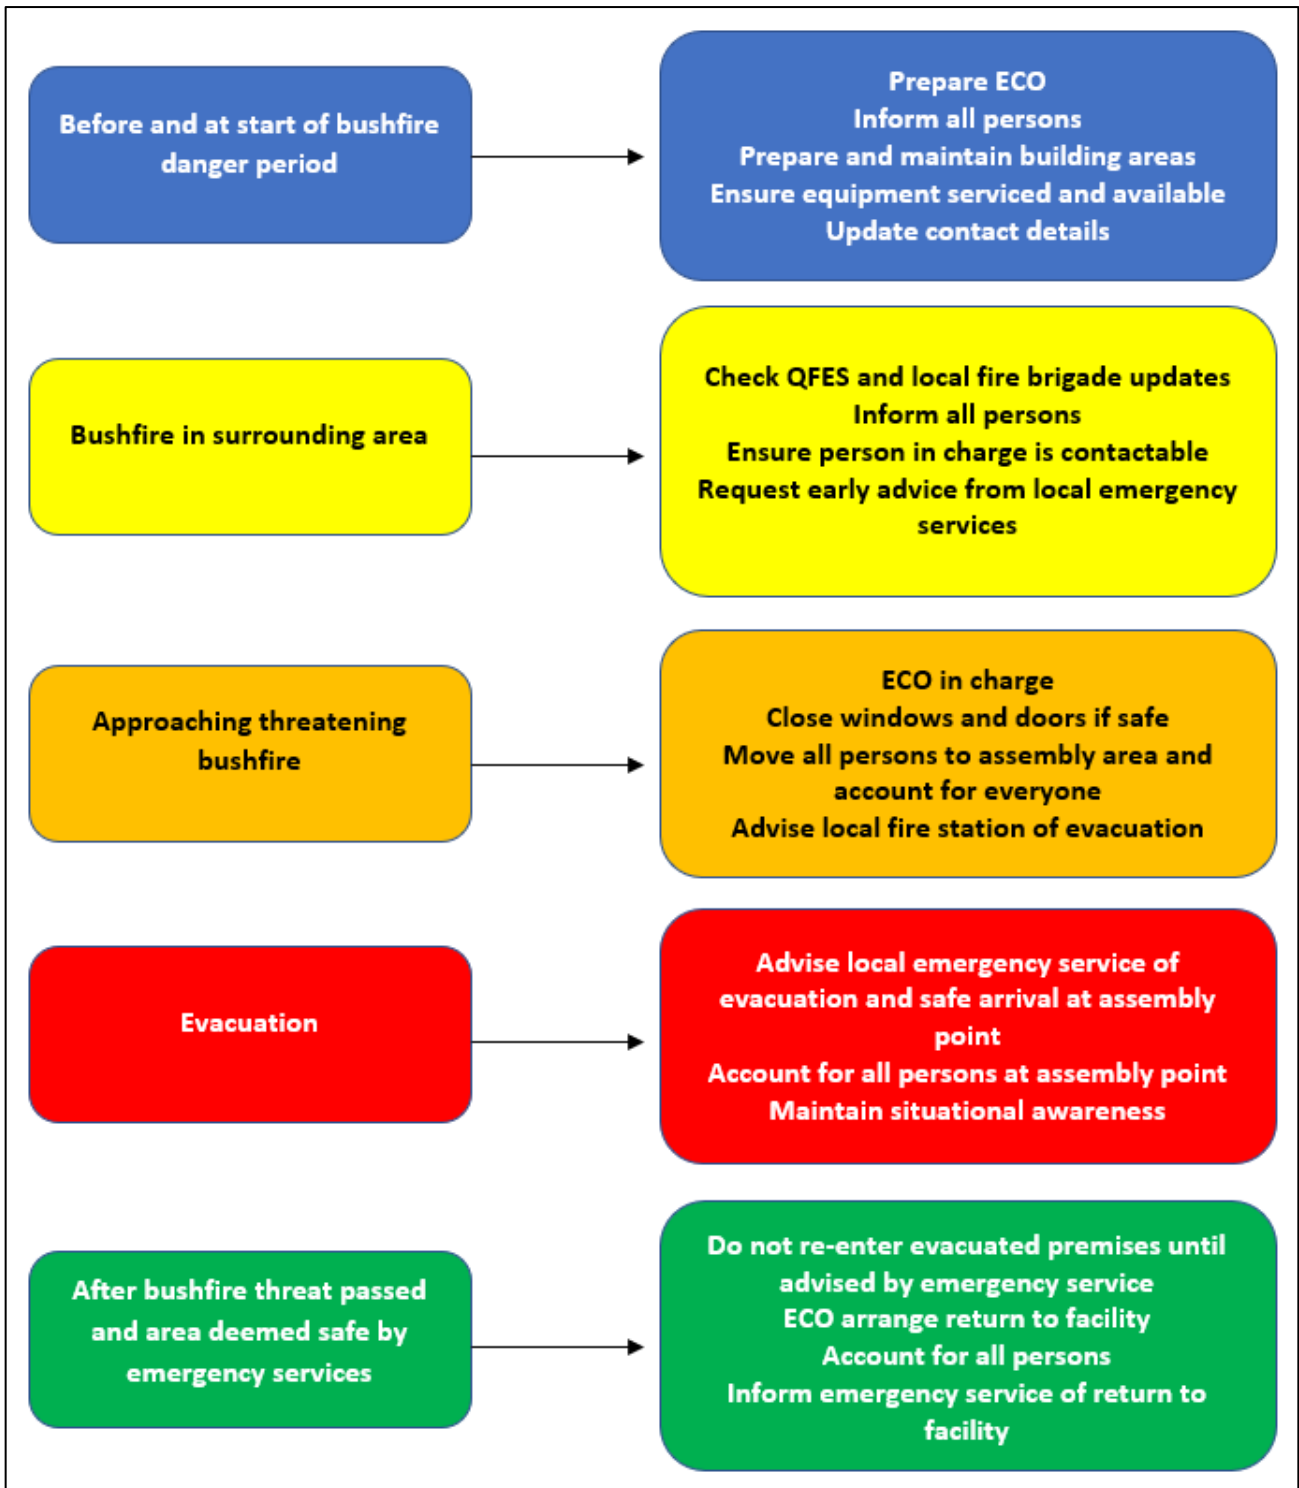 Before and at start of bushfire
danger period
Prepare ECO
Inform all persons
Prepare and maintain building areas
Ensure equipment serviced and available
Update contact details
Bushfire in surrounding area
Check QFES and local fire brigade updates
Inform all persons
Ensure person in charge is contactable
Request early advice from local emergency
services
Approaching threatening
bushfire
ECO in charge
Close windows and doors if safe
Move all persons to assembly area and
account for everyone
Advise local fire station of evacuation
Evacuation
Advise local emergency service of
evacuation and safe arrival at assembly
point
Account for all persons at assembly point
Maintain situational awareness
After bushfire threat passed
and area deemed safe by
emergency services
Do not re-enter evacuated premises until
advised by emergency service
ECO arrange return to facility
Account for all persons
Inform emergency service of return to
facility